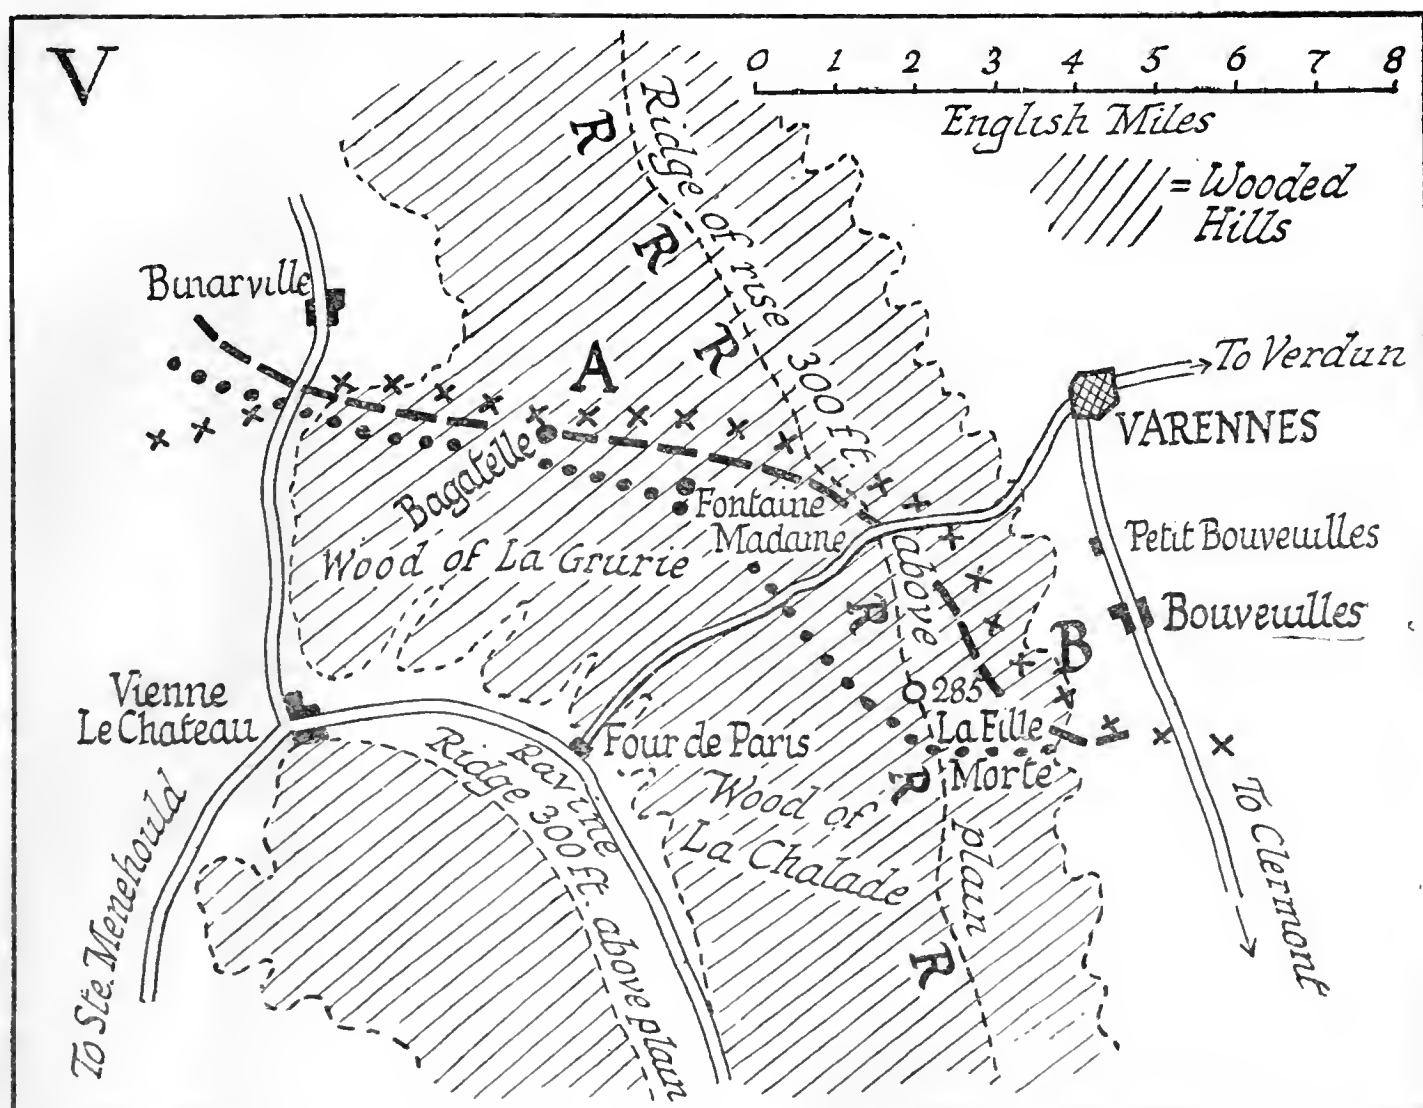 V
0 1 2 3 4 5 6 7 8
English Miles
= Wooded
Hills
Ridge of rise 300 ft. above plain
R
R
R
Binarville
A
To Verdun
VARENNES
Bagatelle
Fontaine
Madame
Wood of La Grurie
Petit Bouveuilles
R
B
Bouveuilles
Vienne
Le Chateau
285
La Fille
Morte
Four de Paris
Ravine
Ridge 300 ft. above plain
R
Wood of
La Chalade
R
To Ste. Menehould
To Clermont